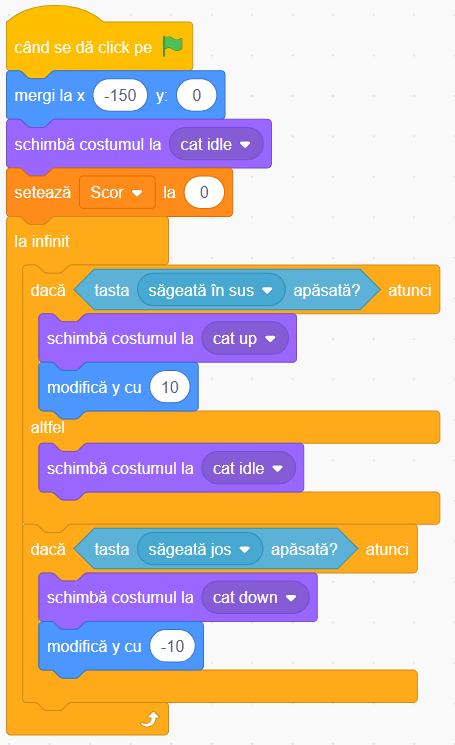 când se dă click pe
mergi la x -150 y: 0
schimbă costumul la cat idle
setează Scor la 0
la infinit
dacă tasta săgeată în sus apăsată? atunci
schimbă costumul la cat up
modifică y cu 10
altfel
schimbă costumul la cat idle
dacă tasta săgeată jos apăsată? atunci
schimbă costumul la cat down
modifică y cu -10